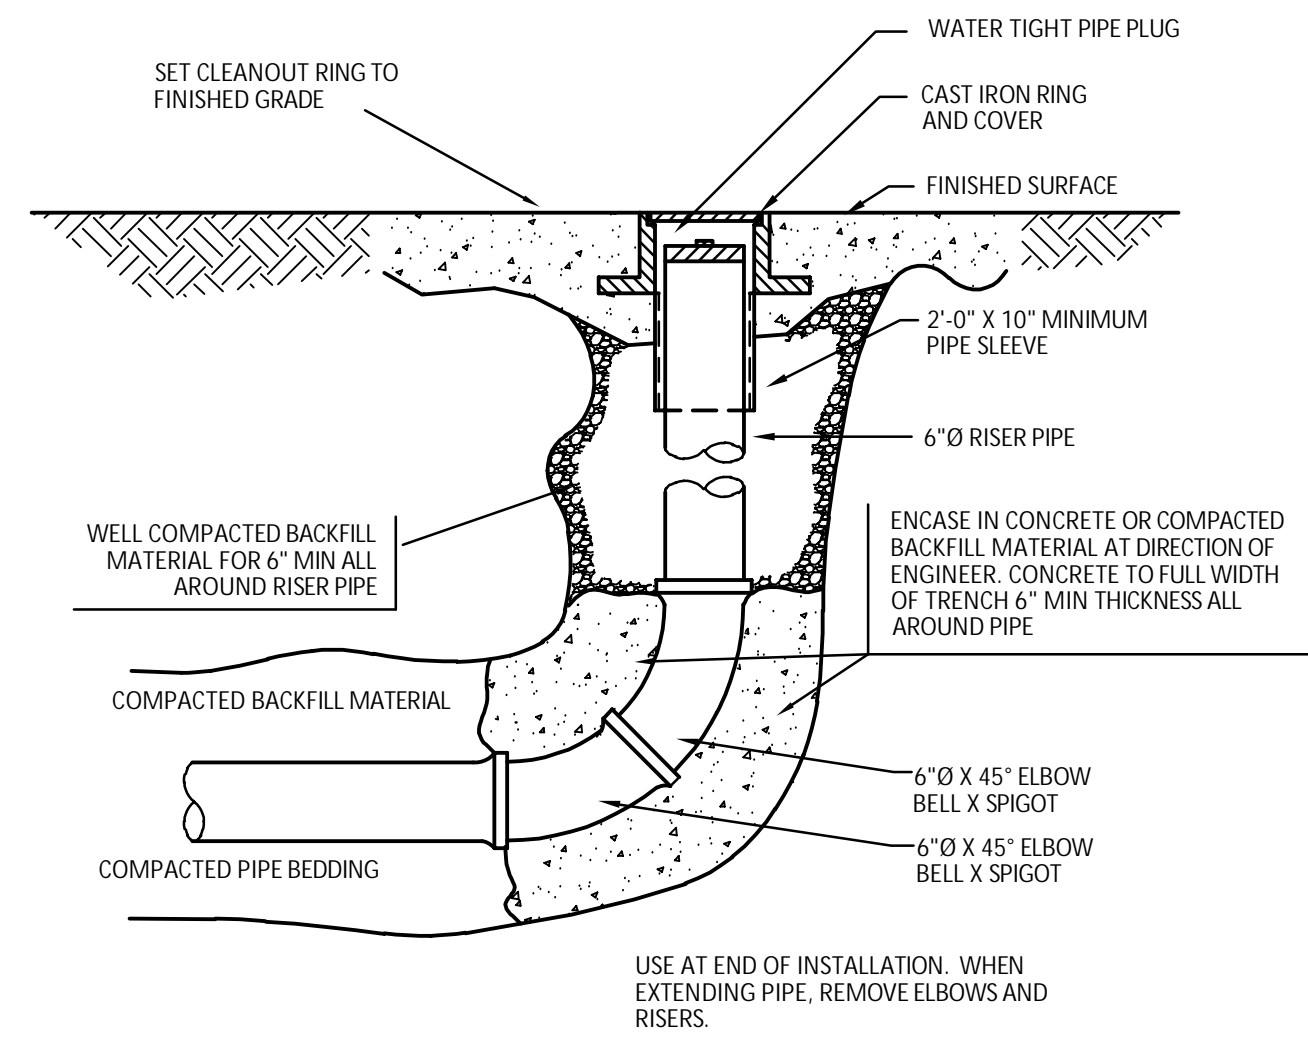 WATER TIGHT PIPE PLUG
SET CLEANOUT RING TO
FINISHED GRADE
CAST IRON RING
AND COVER
FINISHED SURFACE
2'-0" X 10" MINIMUM
PIPE SLEEVE
6"Ø RISER PIPE
WELL COMPACTED BACKFILL
MATERIAL FOR 6" MIN ALL
AROUND RISER PIPE
ENCASE IN CONCRETE OR COMPACTED
BACKFILL MATERIAL AT DIRECTION OF
ENGINEER. CONCRETE TO FULL WIDTH
OF TRENCH 6" MIN THICKNESS ALL
AROUND PIPE
COMPACTED BACKFILL MATERIAL
6"Ø X 45° ELBOW
BELL X SPIGOT
6"Ø X 45° ELBOW
BELL X SPIGOT
COMPACTED PIPE BEDDING
USE AT END OF INSTALLATION. WHEN
EXTENDING PIPE, REMOVE ELBOWS AND
RISERS.